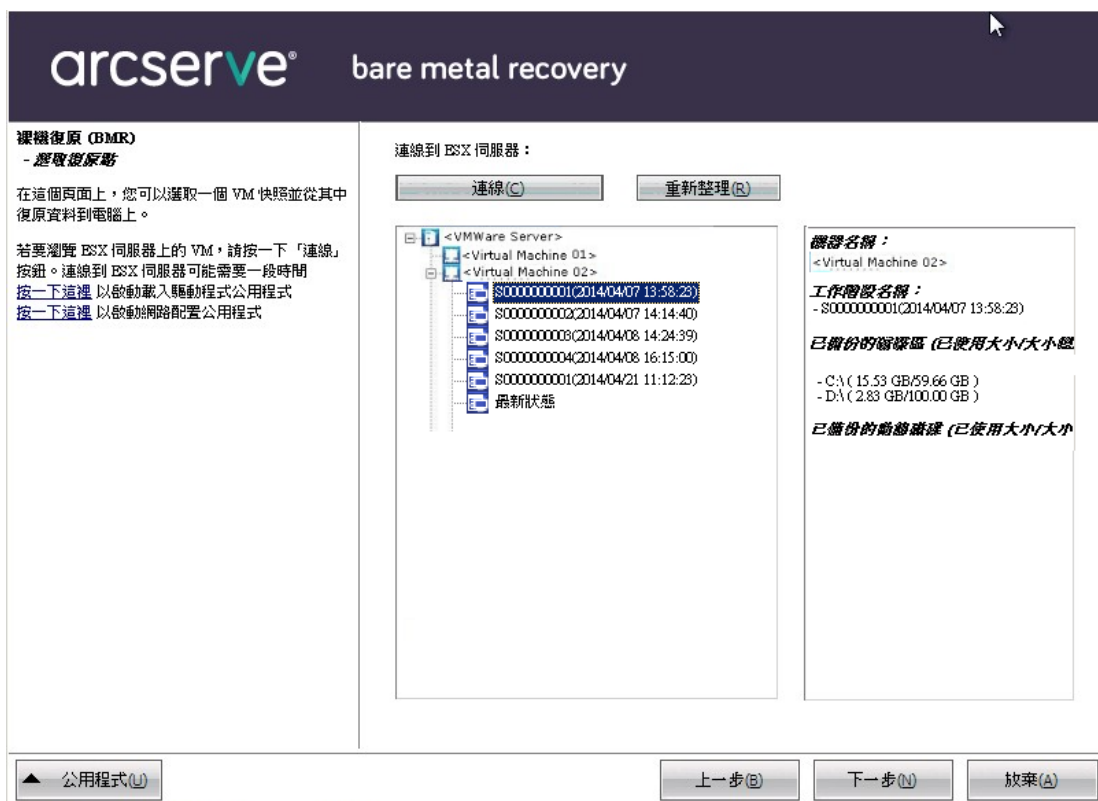 arcserve®
bare metal recovery
裸機復原 (BMR)
- 選取復原點
在這個頁面上，您可以選取一個 VM 快照並從其中
復原資料到電腦上。
若要瀏覽 ESX 伺服器上的 VM，請按一下「連線」
按鈕。連線到 ESX 伺服器可能需要一段時間
按一下這裡 以啟動載入驅動程式公用程式
按一下這裡 以啟動網路配置公用程式
連線到 ESX 伺服器：
連線(C)
重新整理(R)
<VMWare Server>
<Virtual Machine 01>
<Virtual Machine 02>
S0000000001(2014/04/07 13:58:23)
S0000000002(2014/04/07 14:14:40)
S0000000003(2014/04/08 14:24:39)
S0000000004(2014/04/08 16:15:00)
S0000000001(2014/04/21 11:12:23)
最新狀態
機器名稱：
<Virtual Machine 02>
工作階段名稱：
- S0000000001(2014/04/07 13:58:23)
已備份的磁碟區 (已使用大小/大小總
- C:\ ( 15.53 GB/59.66 GB )
- D:\ ( 2.83 GB/100.00 GB )
已備份的動態磁碟 (已使用大小/大小
公用程式(U)
上一步(B)
下一步(N)
放棄(A)